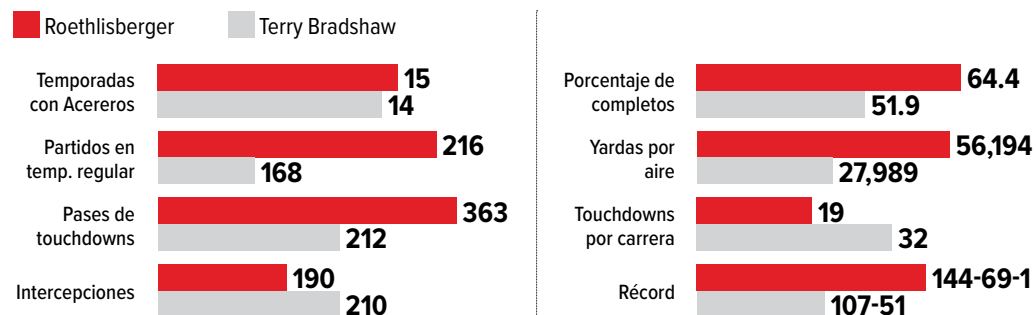 Roethlisberger
Terry Bradshaw
Temporadas
con Acereros
15
14
Partidos en
temp. regular
216
168
Pases de
touchdowns
363
212
Intercepciones
190
210
Porcentaje de
completos
64.4
51.9
Yardas por
aire
56,194
27,989
Touchdowns
por carrera
19
32
Récord
144-69-1
107-51